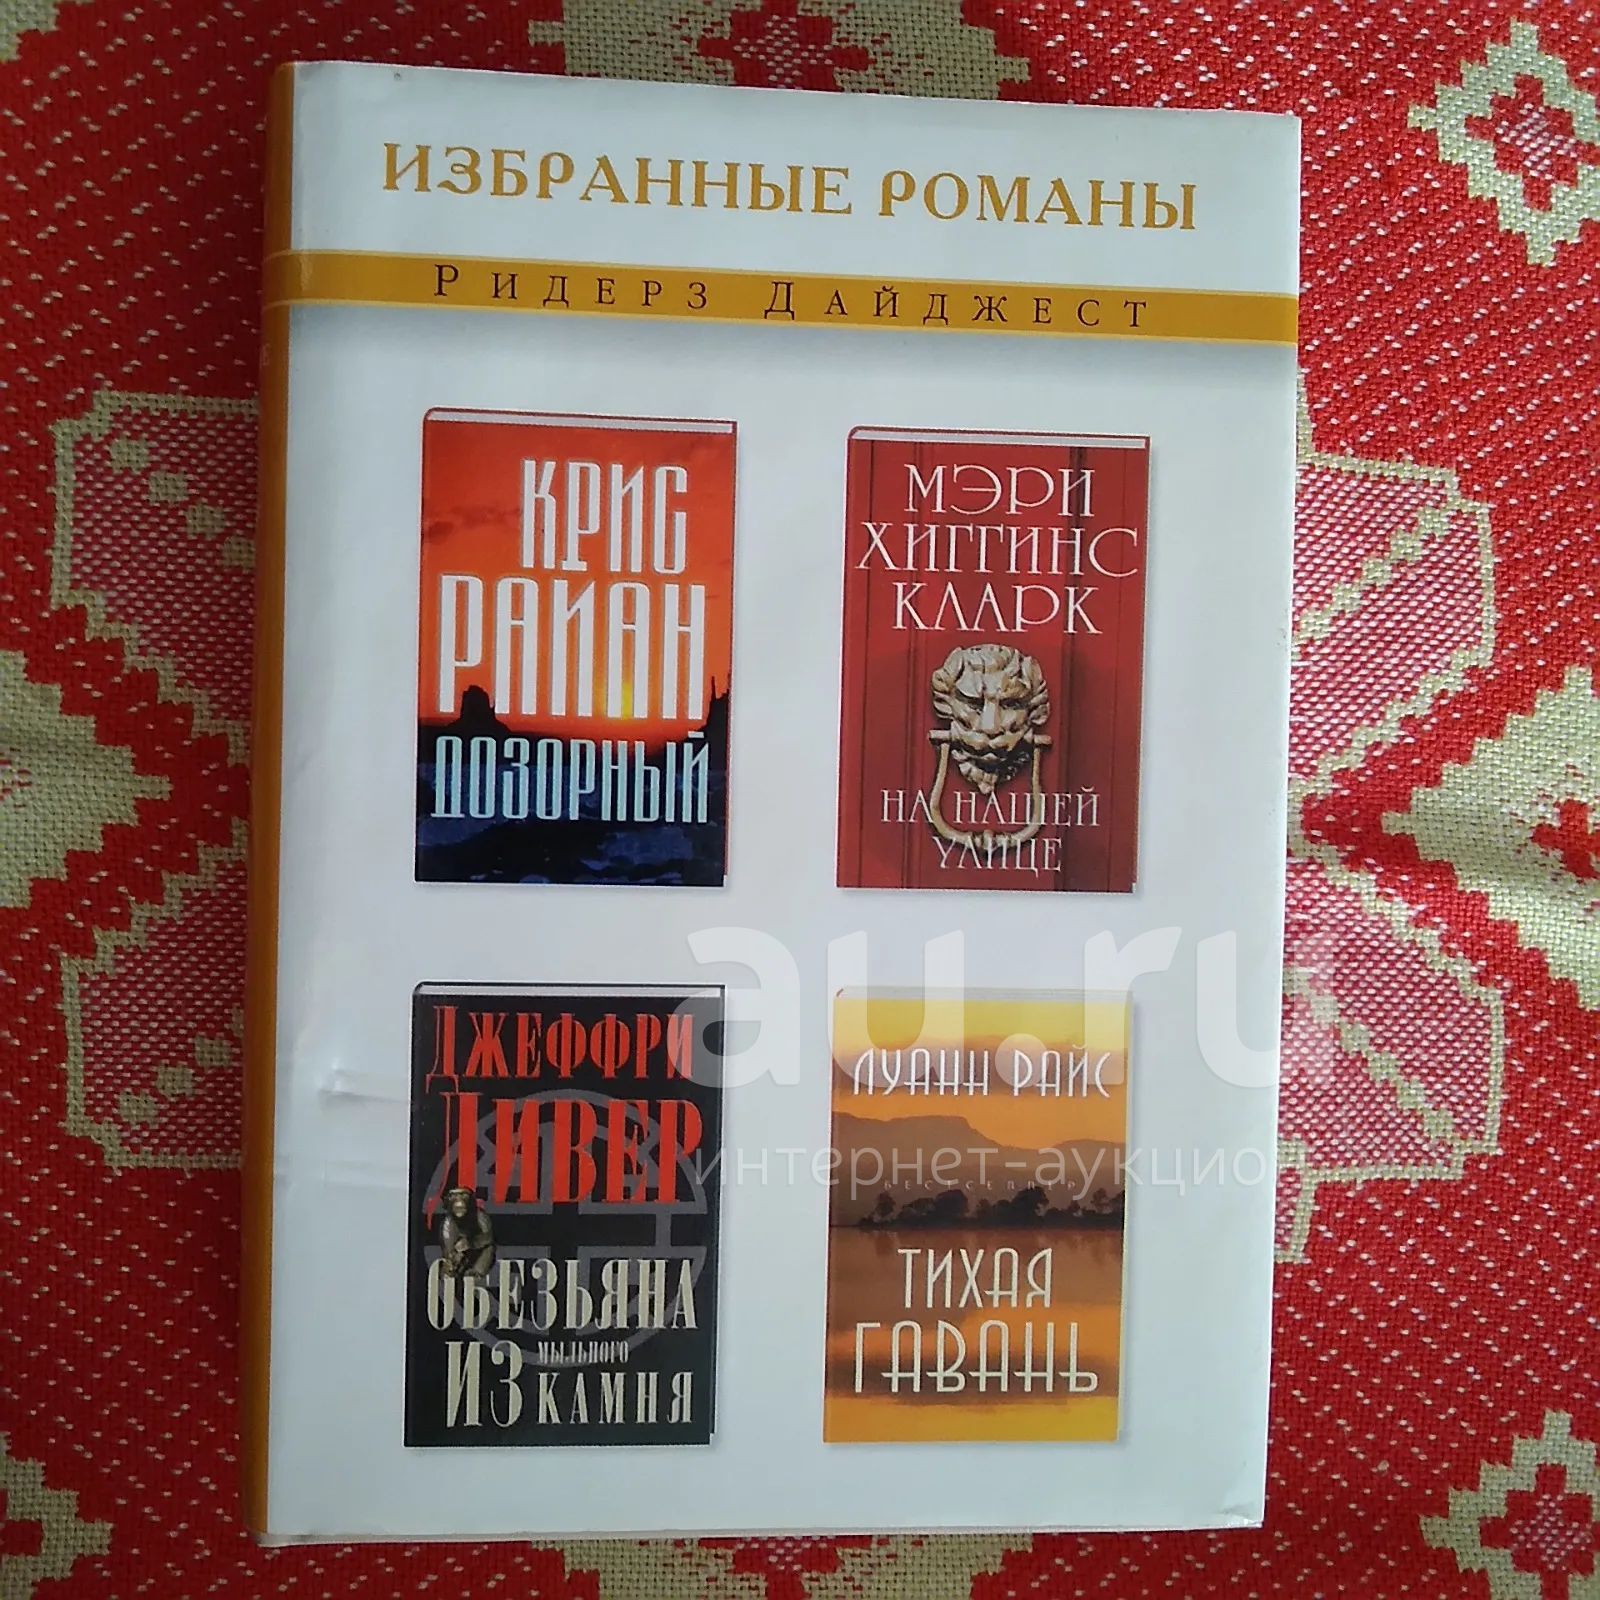 ИЗБРАННЫЕ РОМАНЫ
РИДЕРЗ ДАЙДЖЕСТ
КРИС
РАЙАН
ДОЗОРНЫЙ
МЭРИ
ХИГГИНС
КЛАРК
НА НАШЕЙ
УЛИЦЕ
ДЖЕФФРИ
ДИВЕР
ОБЕЗЬЯНА
ИЗ МЫЛЬНОГО
КАМНЯ
ЛУАНН РАЙС
БЕСТСЕЛЛЕР
ТИХАЯ
ГАВАНЬ
au.ru
интернет-аукцион